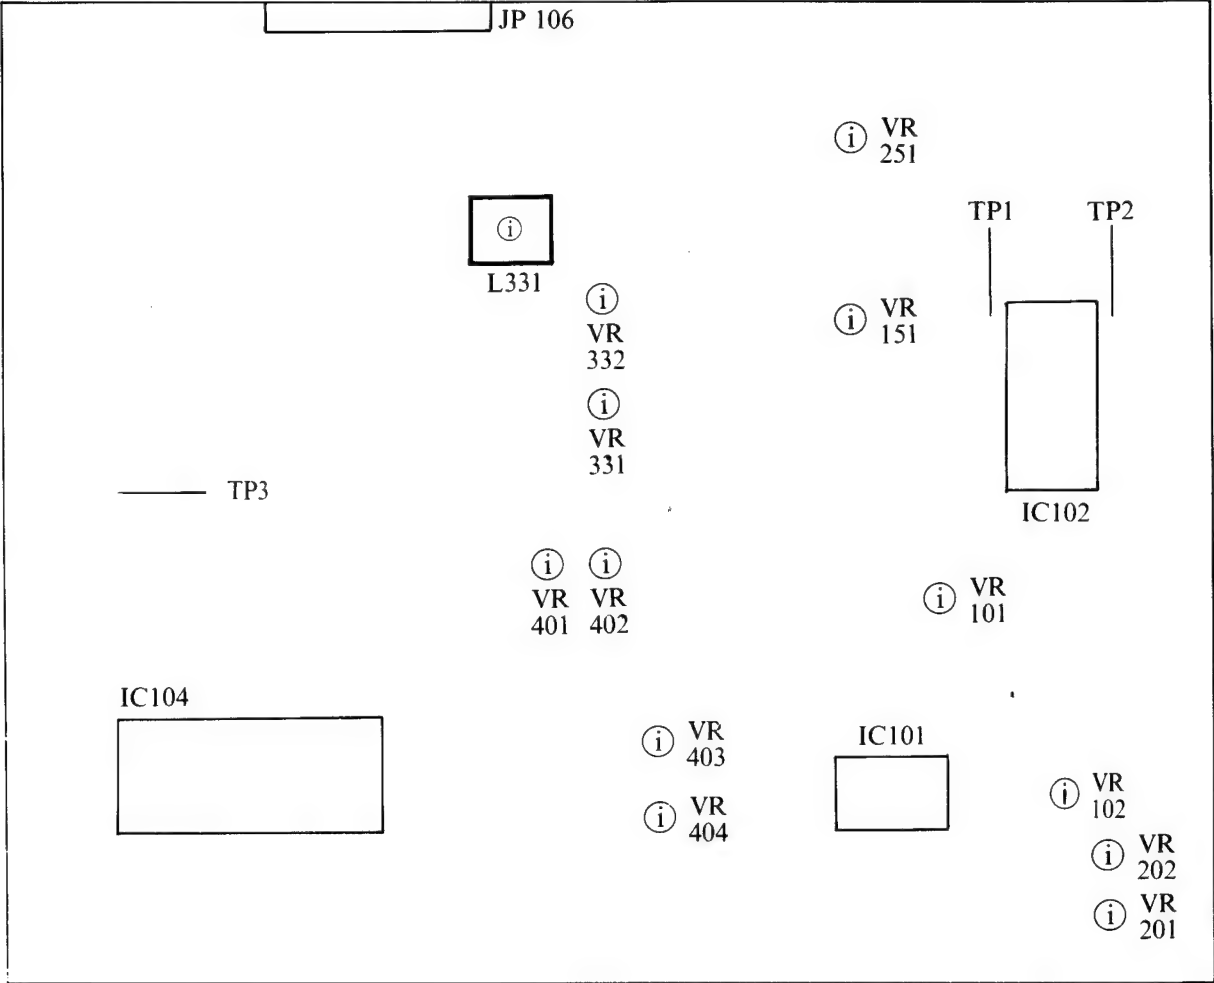 JP 106
i VR
251
TP1 TP2
i
L331
i
VR
332
i VR
151
i
VR
331
TP3
IC102
i i
VR VR
401 402
i VR
101
IC104
i VR
403
IC101
i VR
102
i VR
404
i VR
202
i VR
201